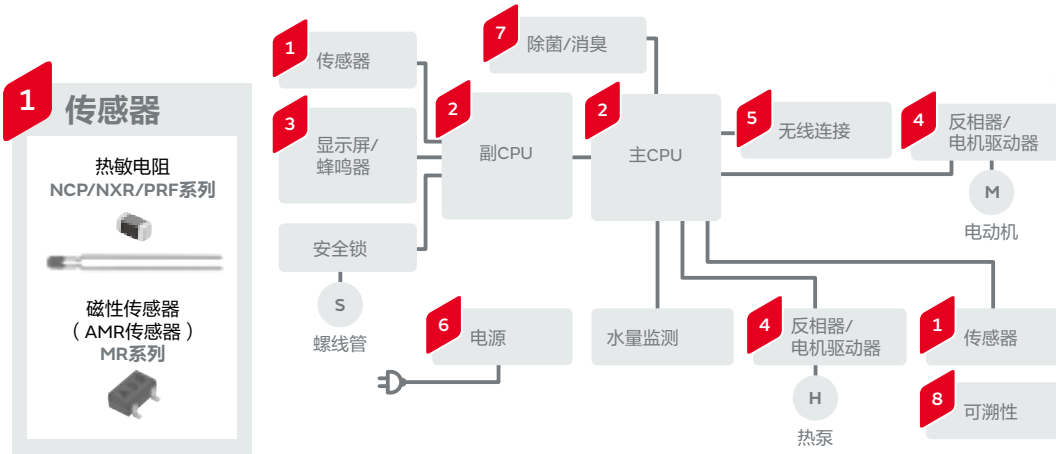 1
传感器
热敏电阻
NCP/NXR/PRF系列
磁性传感器
（AMR传感器）
MR系列
1
传感器
7
除菌/消臭
3
显示屏/
蜂鸣器
2
副CPU
2
主CPU
5
无线连接
4
反相器/
电机驱动器
M
电动机
安全锁
S
螺线管
6
电源
水量监测
4
反相器/
电机驱动器
H
热泵
1
传感器
8
可溯性